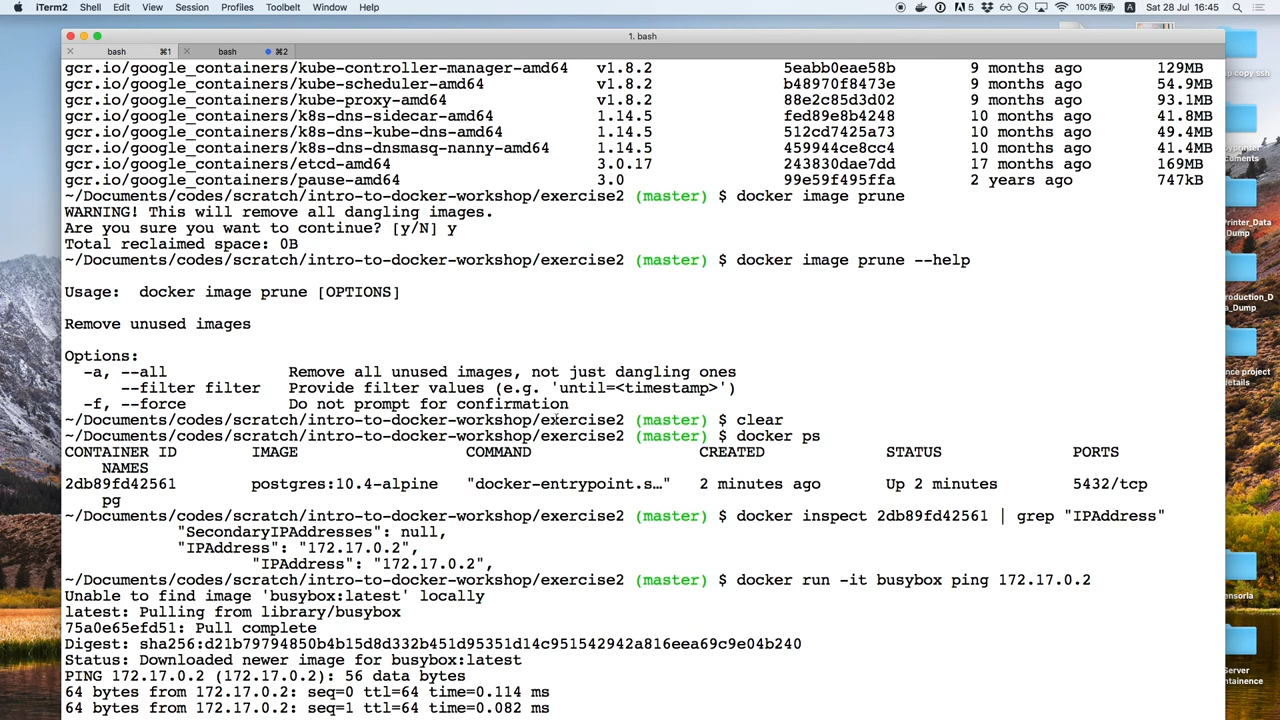 iTerm2 Shell Edit View Session Profiles Toolbelt Window Help 5 100% A Sat 28 Jul 16:45
1. bash
bash ⌘1 bash ⌘2
gcr.io/google_containers/kube-controller-manager-amd64 v1.8.2 5eabb0eae58b 9 months ago 129MB
gcr.io/google_containers/kube-scheduler-amd64 v1.8.2 b48970f8473e 9 months ago 54.9MB
gcr.io/google_containers/kube-proxy-amd64 v1.8.2 88e2c85d3d02 9 months ago 93.1MB
gcr.io/google_containers/k8s-dns-sidecar-amd64 1.14.5 fed89e8b4248 10 months ago 41.8MB
gcr.io/google_containers/k8s-dns-kube-dns-amd64 1.14.5 512cd7425a73 10 months ago 49.4MB
gcr.io/google_containers/k8s-dns-dnsmasq-nanny-amd64 1.14.5 459944ce8cc4 10 months ago 41.4MB
gcr.io/google_containers/etcd-amd64 3.0.17 243830dae7dd 17 months ago 169MB
gcr.io/google_containers/pause-amd64 3.0 99e59f495ffa 2 years ago 747kB
~/Documents/codes/scratch/intro-to-docker-workshop/exercise2 (master) $ docker image prune
WARNING! This will remove all dangling images.
Are you sure you want to continue? [y/N] y
Total reclaimed space: 0B
~/Documents/codes/scratch/intro-to-docker-workshop/exercise2 (master) $ docker image prune --help
Usage: docker image prune [OPTIONS]
Remove unused images
Options:
-a, --all Remove all unused images, not just dangling ones
--filter filter Provide filter values (e.g. 'until=<timestamp>')
-f, --force Do not prompt for confirmation
~/Documents/codes/scratch/intro-to-docker-workshop/exercise2 (master) $ clear
~/Documents/codes/scratch/intro-to-docker-workshop/exercise2 (master) $ docker ps
CONTAINER ID IMAGE COMMAND CREATED STATUS PORTS
NAMES
2db89fd42561 postgres:10.4-alpine "docker-entrypoint.s…" 2 minutes ago Up 2 minutes 5432/tcp
pg
~/Documents/codes/scratch/intro-to-docker-workshop/exercise2 (master) $ docker inspect 2db89fd42561 | grep "IPAddress"
"SecondaryIPAddresses": null,
"IPAddress": "172.17.0.2",
"IPAddress": "172.17.0.2",
~/Documents/codes/scratch/intro-to-docker-workshop/exercise2 (master) $ docker run -it busybox ping 172.17.0.2
Unable to find image 'busybox:latest' locally
latest: Pulling from library/busybox
75a0e65efd51: Pull complete
Digest: sha256:d21b79794850b4b15d8d332b451d95351d14c951542942a816eea69c9e04b240
Status: Downloaded newer image for busybox:latest
PING 172.17.0.2 (172.17.0.2): 56 data bytes
64 bytes from 172.17.0.2: seq=0 ttl=64 time=0.114 ms
64 bytes from 172.17.0.2: seq=1 ttl=64 time=0.082 ms
copy ssh
Printer_Data
Dump
roduction_D
a_Dump
project
details